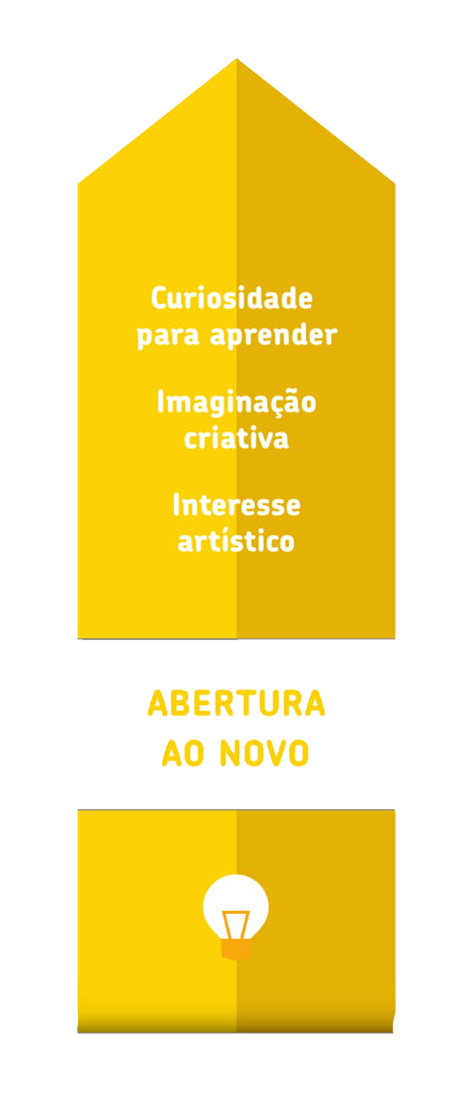 Curiosidade
para aprender
Imaginação
criativa
Interesse
artístico
ABERTURA
AO NOVO